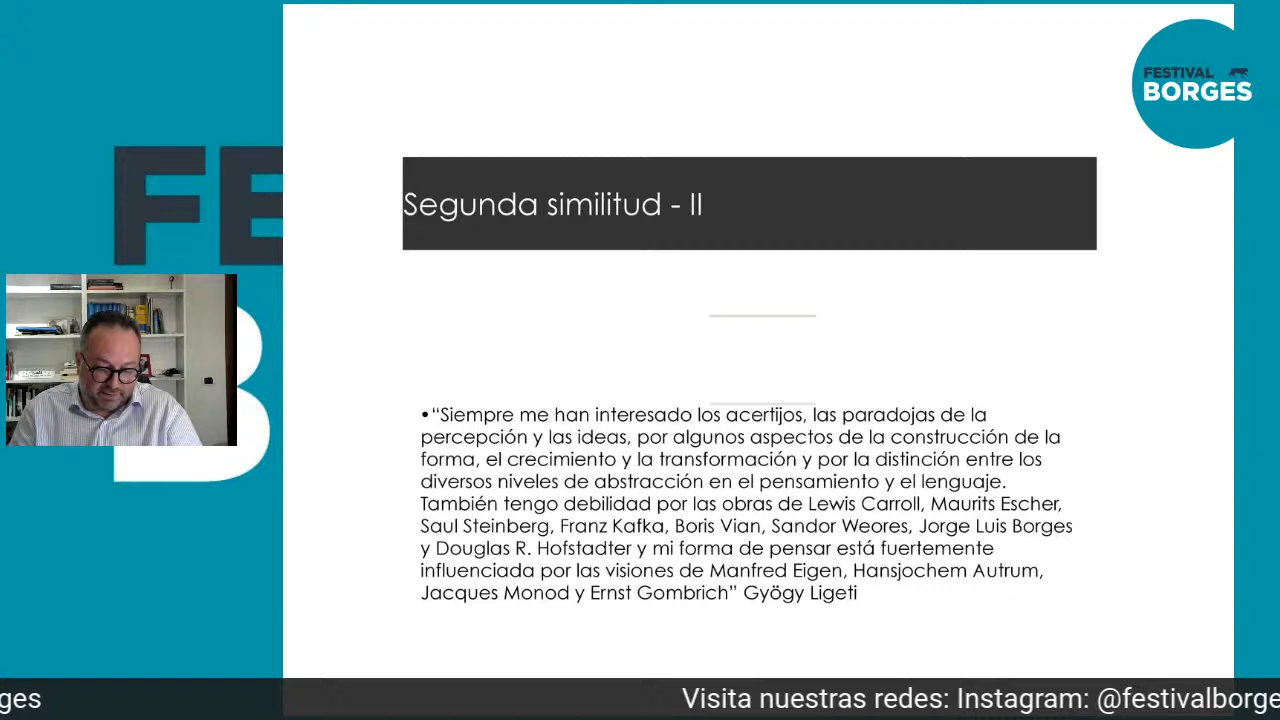 FESTIVAL
BORGES
FE
B
Segunda similitud - II
•“Siempre me han interesado los acertijos, las paradojas de la
percepción y las ideas, por algunos aspectos de la construcción de la
forma, el crecimiento y la transformación y por la distinción entre los
diversos niveles de abstracción en el pensamiento y el lenguaje.
También tengo debilidad por las obras de Lewis Carroll, Maurits Escher,
Saul Steinberg, Franz Kafka, Boris Vian, Sandor Weores, Jorge Luis Borges
y Douglas R. Hofstadter y mi forma de pensar está fuertemente
influenciada por las visiones de Manfred Eigen, Hansjochem Autrum,
Jacques Monod y Ernst Gombrich” Gyögy Ligeti
ges Visita nuestras redes: Instagram: @festivalborge